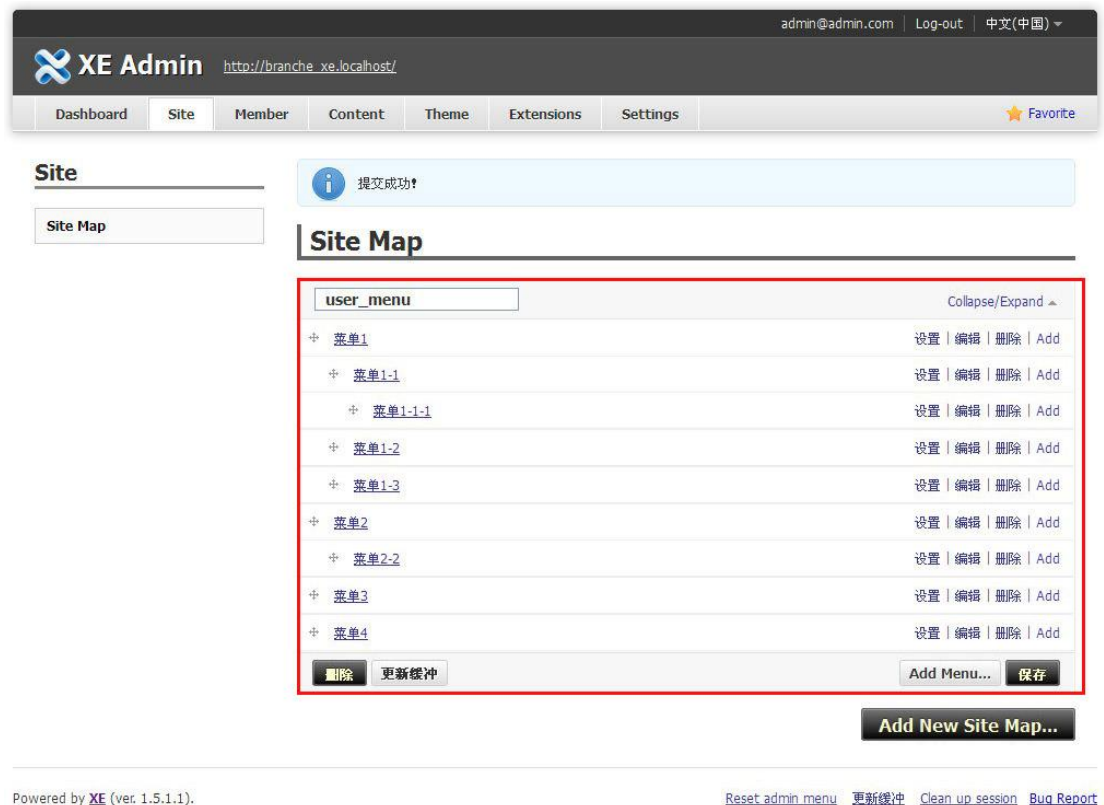 admin@admin.com | Log-out | 中文(中国)
XE Admin http://branche_xe.localhost/
Dashboard Site Member Content Theme Extensions Settings Favorite
Site
Site Map
提交成功!
Site Map
user_menu Collapse/Expand
菜单1 设置 | 编辑 | 删除 | Add
菜单1-1 设置 | 编辑 | 删除 | Add
菜单1-1-1 设置 | 编辑 | 删除 | Add
菜单1-2 设置 | 编辑 | 删除 | Add
菜单1-3 设置 | 编辑 | 删除 | Add
菜单2 设置 | 编辑 | 删除 | Add
菜单2-2 设置 | 编辑 | 删除 | Add
菜单3 设置 | 编辑 | 删除 | Add
菜单4 设置 | 编辑 | 删除 | Add
删除 更新缓冲 Add Menu... 保存
Add New Site Map...
Powered by XE (ver. 1.5.1.1). Reset admin menu 更新缓冲 Clean up session Bug Report